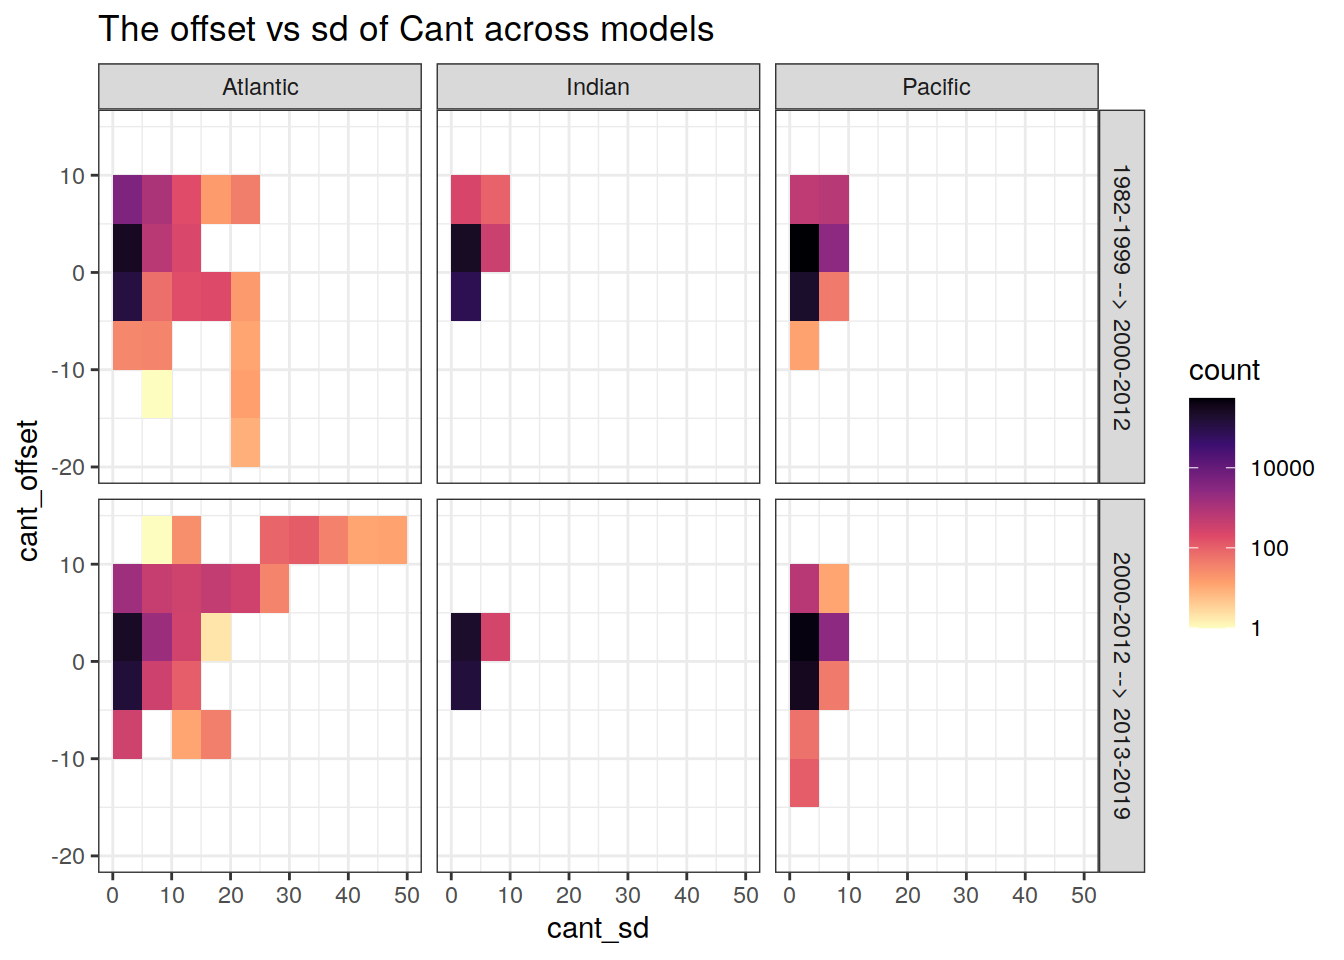 The offset vs sd of Cant across models
Atlantic
Indian
Pacific
10
0
-10
-20
1982-1999 --> 2000-2012
10
0
-10
-20
2000-2012 --> 2013-2019
0 10 20 30 40 50
0 10 20 30 40 50
0 10 20 30 40 50
cant_sd
cant_offset
count
10000
100
1